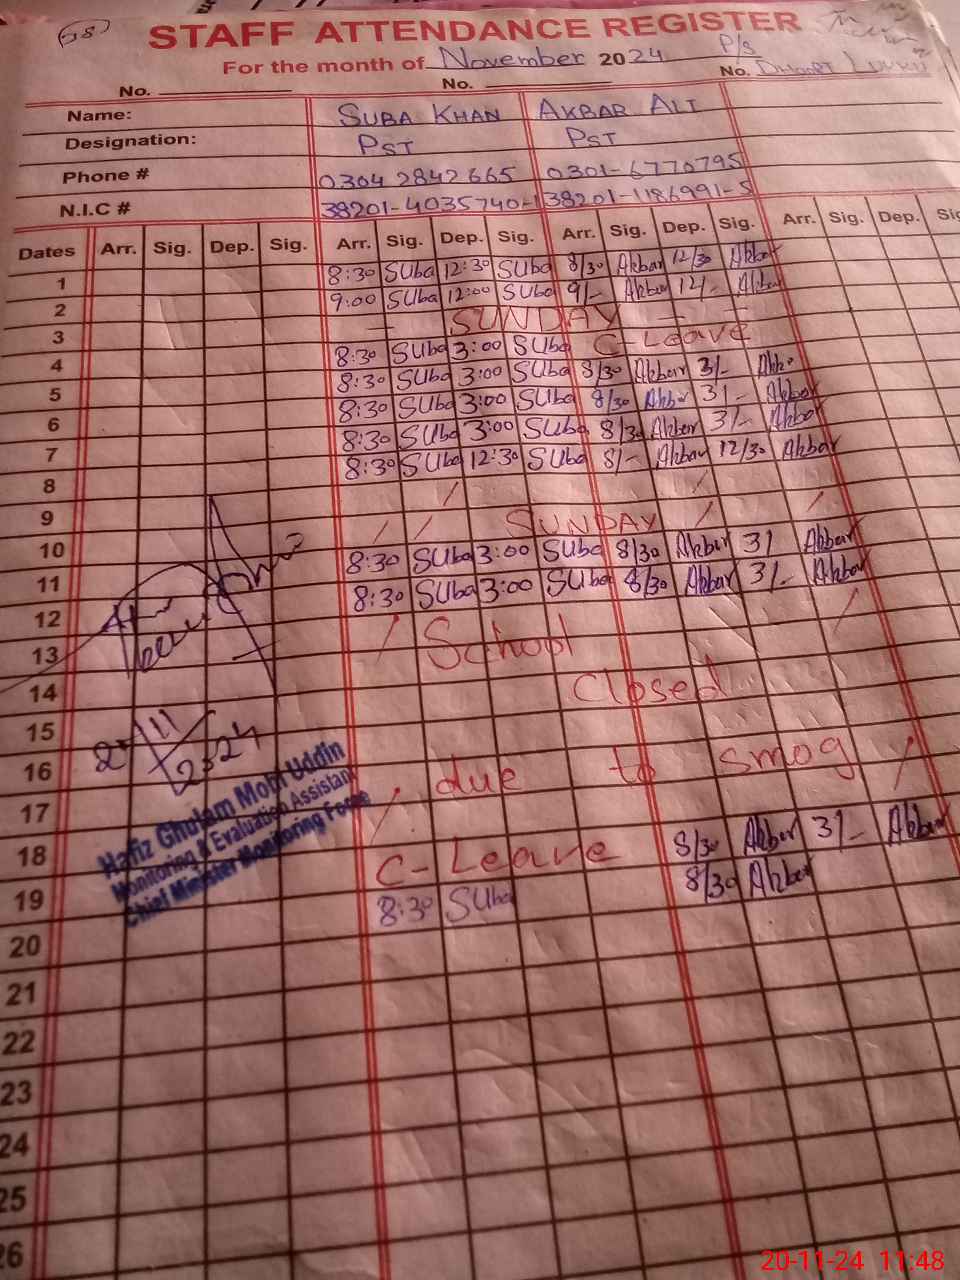 (58)
STAFF ATTENDANCE REGISTER
For the month of November 2024 P/S
No. No. No. DHORI LUKKU
Name: SUBA KHAN AKBAR ALI
Designation: PST PST
Phone # 0304 2842665 0301-6770795
N.I.C # 38201-4035740-1 38201-1186991-5
Dates Arr. Sig. Dep. Sig. Arr. Sig. Dep. Sig. Arr. Sig. Dep. Sig. Arr. Sig. Dep. Sig.
1 8:30 SUba 12:30 SUba 8/30 Akbar 12/30 Akbar
2 9:00 SUba 12:00 SUba 9/- Akbar 12/- Akbar
3 — SUNDAY — —
4 8:30 SUba 3:00 SUba C-Leave
5 8:30 SUba 3:00 SUba 8/30 Akbar 3/- Akbar
6 8:30 SUba 3:00 SUba 8/30 Akbar 3/- Akbar
7 8:30 SUba 3:00 SUba 8/30 Akbar 3/- Akbar
8 8:30 SUba 12:30 SUba 8/- Akbar 12/30 Akbar
9
10 / / SUNDAY / /
11 8:30 SUba 3:00 SUba 8/30 Akbar 3/ Akbar
12 8:30 SUba 3:00 SUba 8/30 Akbar 3/- Akbar
13 / School /
14 Closed
15
16 due to smog /
17 /
18 C-Leave 8/30 Akbar 3/- Akbar
19 8:30 SUba 8/30 Akbar
20/11/2024
Hafiz Ghulam Mohi Uddin
Monitoring & Evaluation Assistant
Chief Minister Monitoring Force
20
21
22
23
24
25
26
20-11-24 11:48